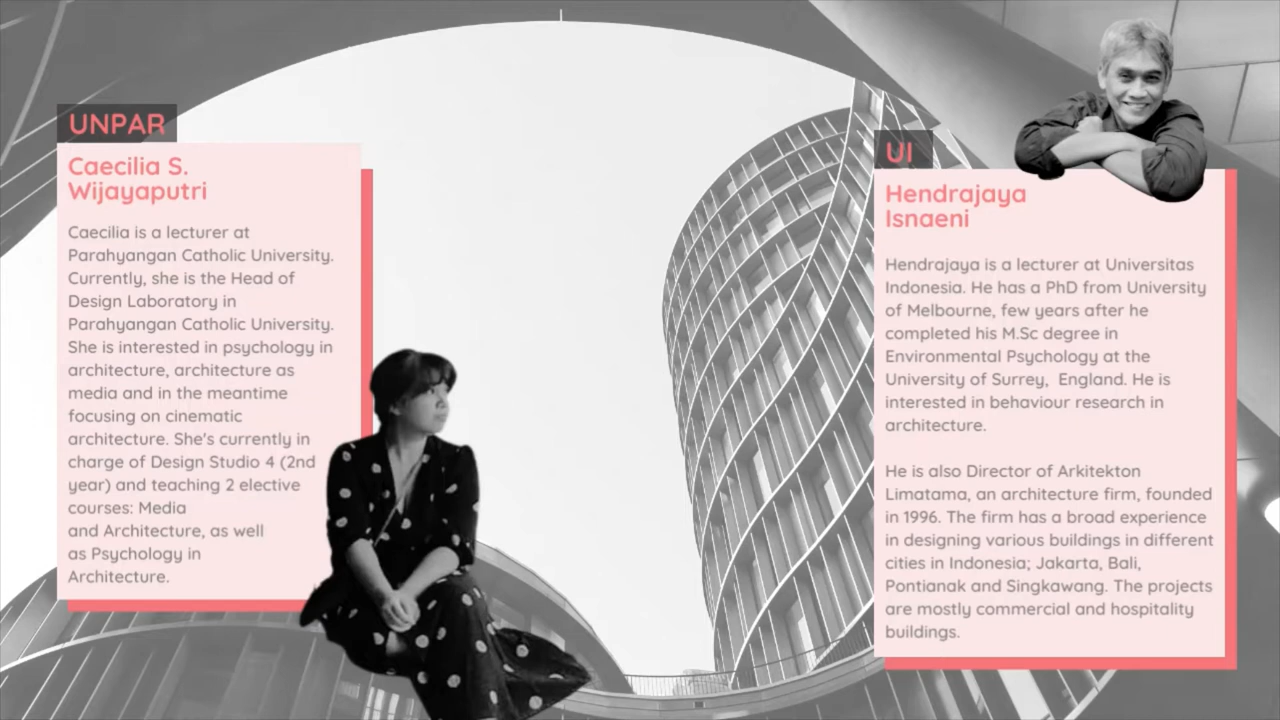 UNPAR
Caecilia S.
Wijayaputri
Caecilia is a lecturer at
Parahyangan Catholic University.
Currently, she is the Head of
Design Laboratory in
Parahyangan Catholic University.
She is interested in psychology in
architecture, architecture as
media and in the meantime
focusing on cinematic
architecture. She's currently in
charge of Design Studio 4 (2nd
year) and teaching 2 elective
courses: Media
and Architecture, as well
as Psychology in
Architecture.
UI
Hendrajaya
Isnaeni
Hendrajaya is a lecturer at Universitas
Indonesia. He has a PhD from University
of Melbourne, few years after he
completed his M.Sc degree in
Environmental Psychology at the
University of Surrey, England. He is
interested in behaviour research in
architecture.
He is also Director of Arkitekton
Limatama, an architecture firm, founded
in 1996. The firm has a broad experience
in designing various buildings in different
cities in Indonesia; Jakarta, Bali,
Pontianak and Singkawang. The projects
are mostly commercial and hospitality
buildings.